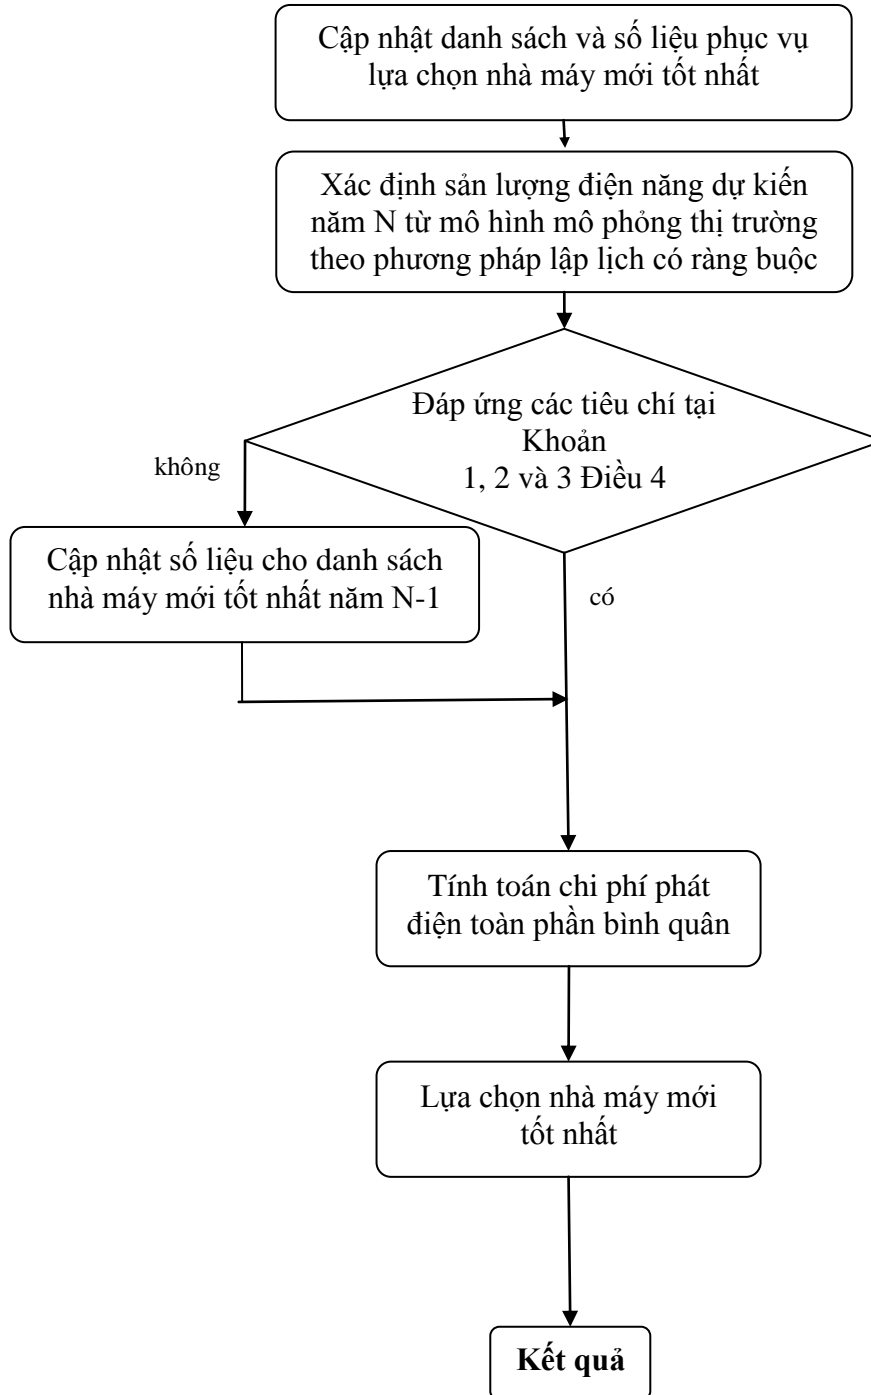 Cập nhật danh sách và số liệu phục vụ
lựa chọn nhà máy mới tốt nhất
Xác định sản lượng điện năng dự kiến
năm N từ mô hình mô phỏng thị trường
theo phương pháp lập lịch có ràng buộc
Đáp ứng các tiêu chí tại
Khoản
1, 2 và 3 Điều 4
không
Cập nhật số liệu cho danh sách
nhà máy mới tốt nhất năm N-1
có
Tính toán chi phí phát
điện toàn phần bình quân
Lựa chọn nhà máy mới
tốt nhất
Kết quả